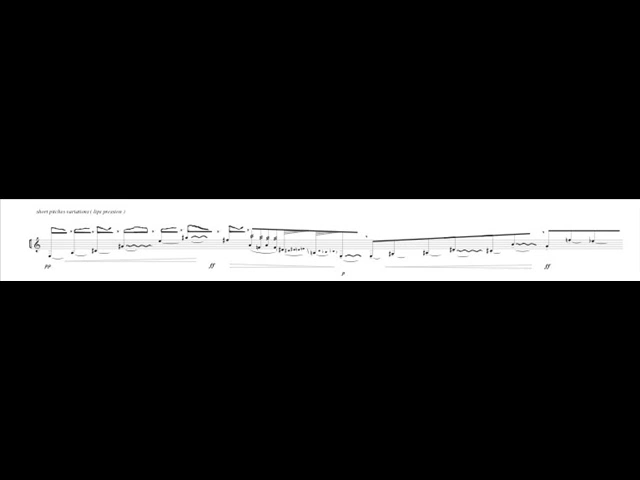 short pitches variations ( lips pression )
pp
ff
p
ff